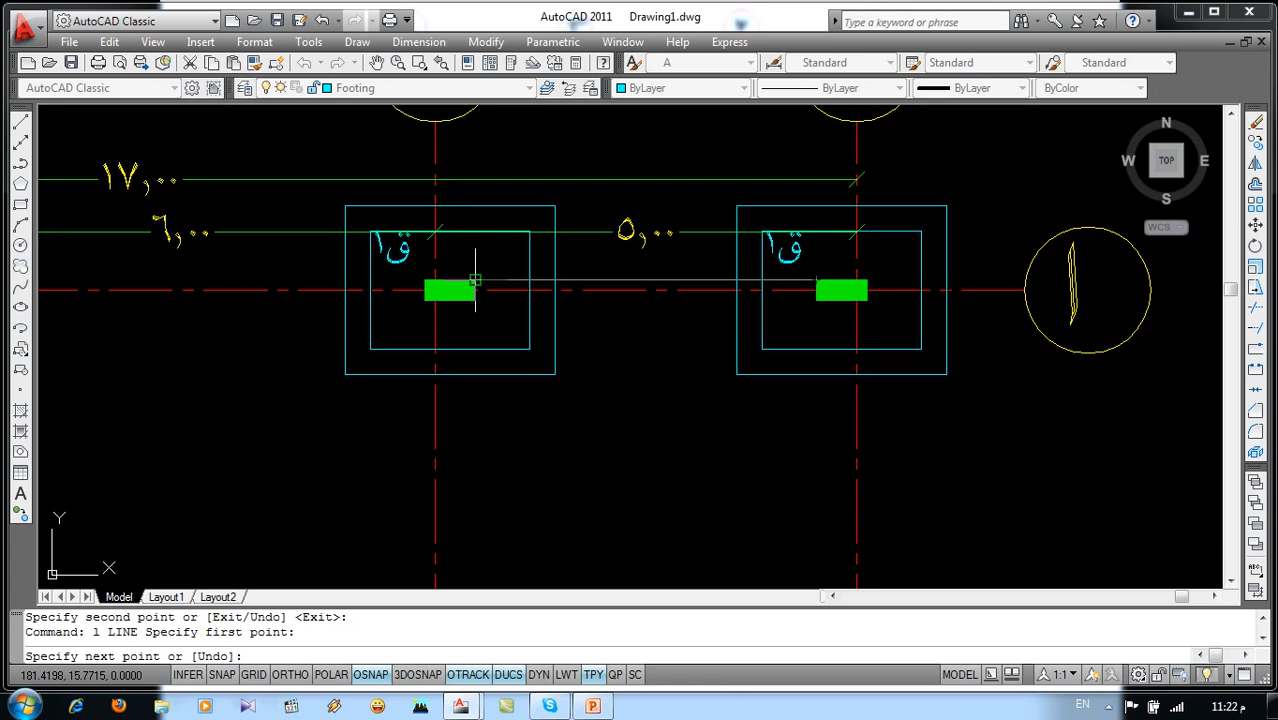 AutoCAD Classic
AutoCAD 2011 Drawing1.dwg
Type a keyword or phrase
File Edit View Insert Format Tools Draw Dimension Modify Parametric Window Help Express
A Standard Standard Standard
AutoCAD Classic Footing ByLayer ByLayer ByLayer ByColor
N
W TOP E
S
WCS
١٧,٠٠
٦,٠٠ ٥,٠٠
ق١ ق١
ا
Y
X
Model Layout1 Layout2
Specify second point or [Exit/Undo] <Exit>:
Command: l LINE Specify first point:
Specify next point or [Undo]:
181.4198, 15.7715, 0.0000 INFER SNAP GRID ORTHO POLAR OSNAP 3DOSNAP OTRACK DUCS DYN LWT TPY QP SC MODEL 1:1
EN 11:22 م